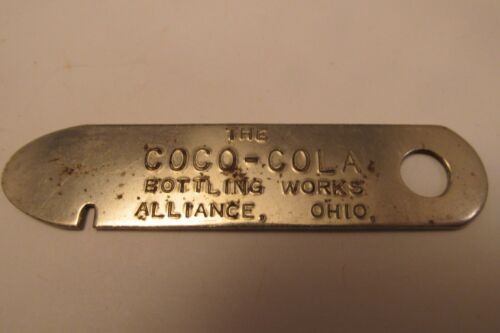 THE
COCO-COLA
BOTTLING WORKS
ALLIANCE, OHIO,